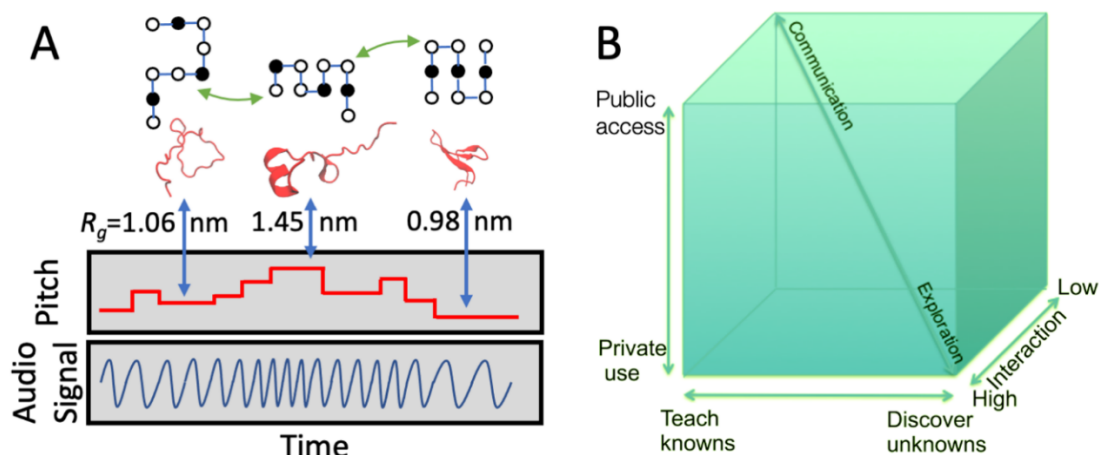 A
R_g=1.06 nm
1.45 nm
0.98 nm
Pitch
Audio
Signal
Time
B
Public
access
Private
use
Communication
Exploration
Low
Interaction
High
Teach
knowns
Discover
unknowns